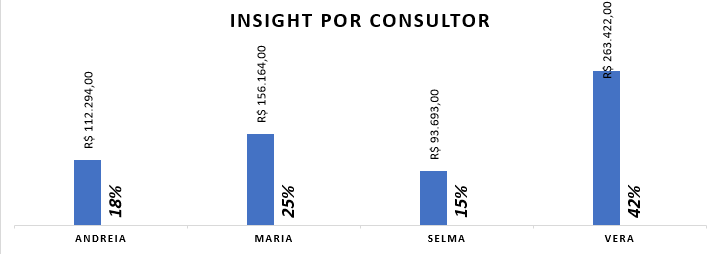 INSIGHT POR CONSULTOR
R$ 112.294,00
18%
R$ 156.164,00
25%
R$ 93.693,00
15%
R$ 263.422,00
42%
ANDREIA
MARIA
SELMA
VERA